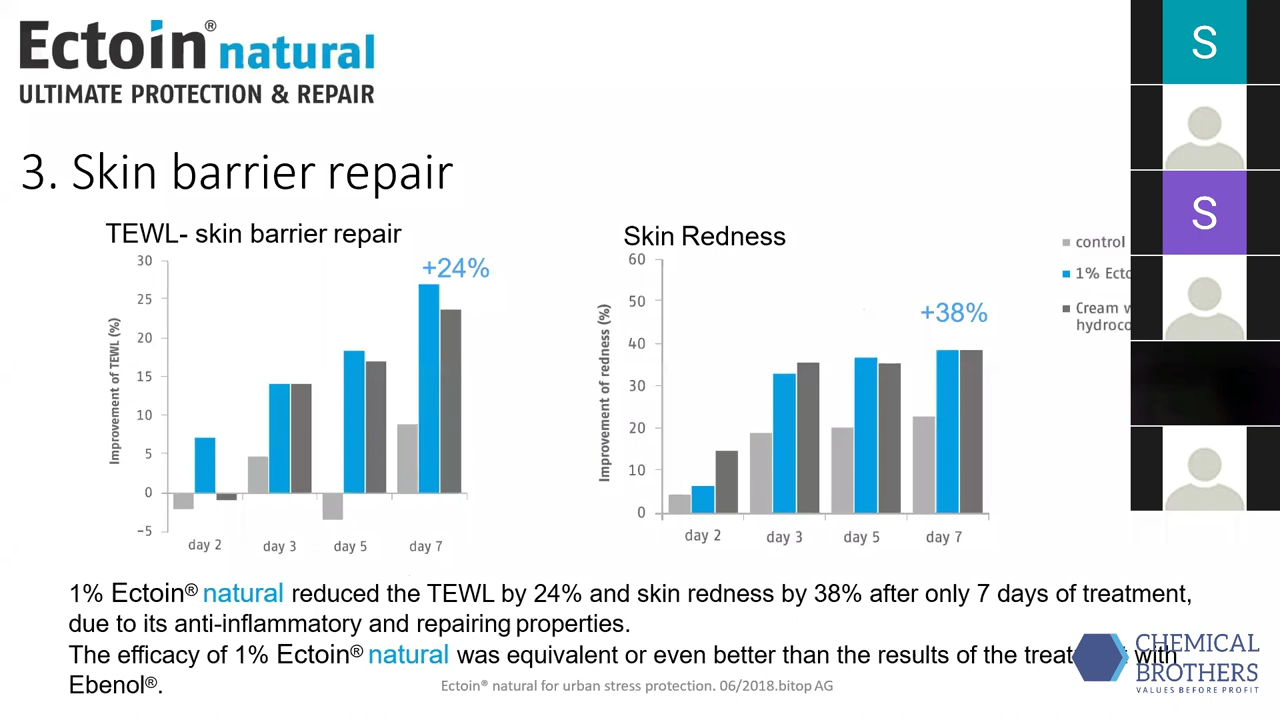 Ectoin® natural
ULTIMATE PROTECTION & REPAIR
3. Skin barrier repair
TEWL- skin barrier repair
+24%
Improvement of TEWL (%)
30
25
20
15
10
5
0
−5
day 2 day 3 day 5 day 7
Skin Redness
+38%
Improvement of redness (%)
60
50
40
30
20
10
0
day 2 day 3 day 5 day 7
control
1%
Cream
S
S
1% Ectoin® natural reduced the TEWL by 24% and skin redness by 38% after only 7 days of treatment,
due to its anti-inflammatory and repairing properties.
The efficacy of 1% Ectoin® natural was equivalent or even better than the results of the with
Ebenol®.
Ectoin® natural for urban stress protection. 06/2018.bitop AG
CHEMICAL
BROTHERS
VALUES BEFORE PROFIT